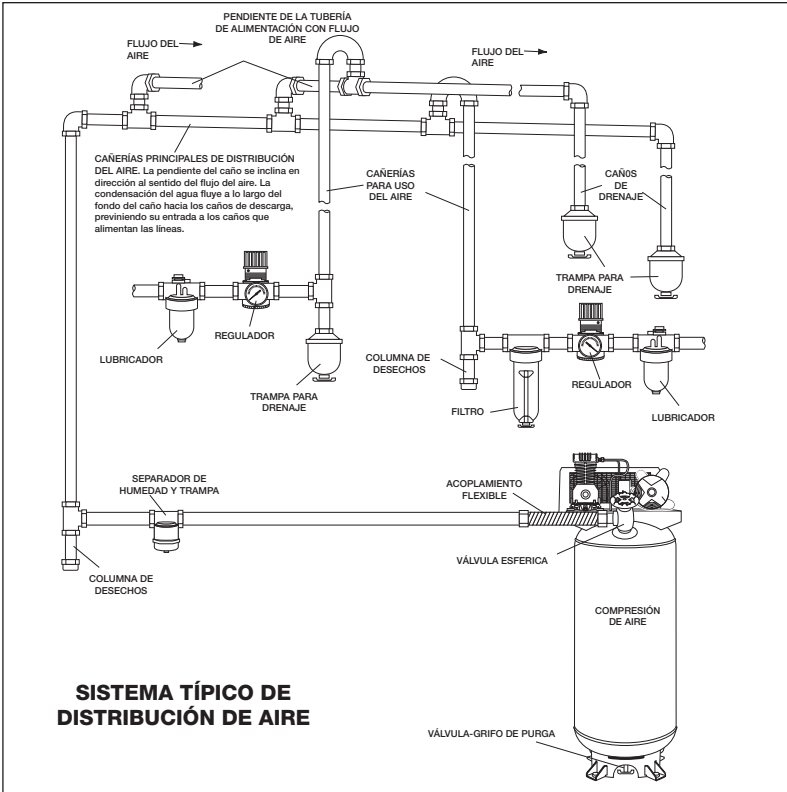 PENDIENTE DE LA TUBERÍA
DE ALIMENTACIÓN CON FLUJO
DE AIRE
FLUJO DEL
AIRE
FLUJO DEL
AIRE
CAÑERÍAS PRINCIPALES DE DISTRIBUCIÓN
DEL AIRE. La pendiente del caño se inclina en
dirección al sentido del flujo del aire. La
condensación del agua fluye a lo largo del
fondo del caño hacia los caños de descarga,
previniendo su entrada a los caños que
alimentan las líneas.
CAÑERÍAS
PARA USO
DEL AIRE
CAÑ0S
DE
DRENAJE
TRAMPA PARA
DRENAJE
LUBRICADOR
REGULADOR
TRAMPA PARA
DRENAJE
COLUMNA DE
DESECHOS
FILTRO
REGULADOR
LUBRICADOR
SEPARADOR DE
HUMEDAD Y TRAMPA
ACOPLAMIENTO
FLEXIBLE
VÁLVULA ESFERICA
COLUMNA DE
DESECHOS
COMPRESIÓN
DE AIRE
SISTEMA TÍPICO DE
DISTRIBUCIÓN DE AIRE
VÁLVULA-GRIFO DE PURGA